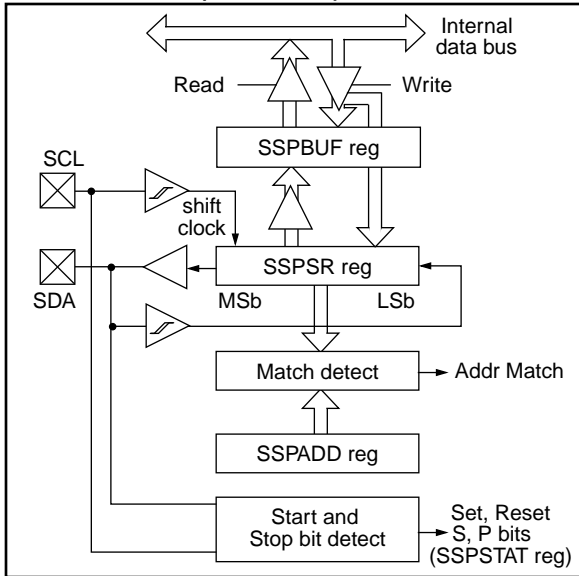 Internal
data bus
Read
Write
SSPBUF reg
SCL
shift
clock
SSPSR reg
SDA
MSb
LSb
Match detect
Addr Match
SSPADD reg
Start and
Stop bit detect
Set, Reset
S, P bits
(SSPSTAT reg)